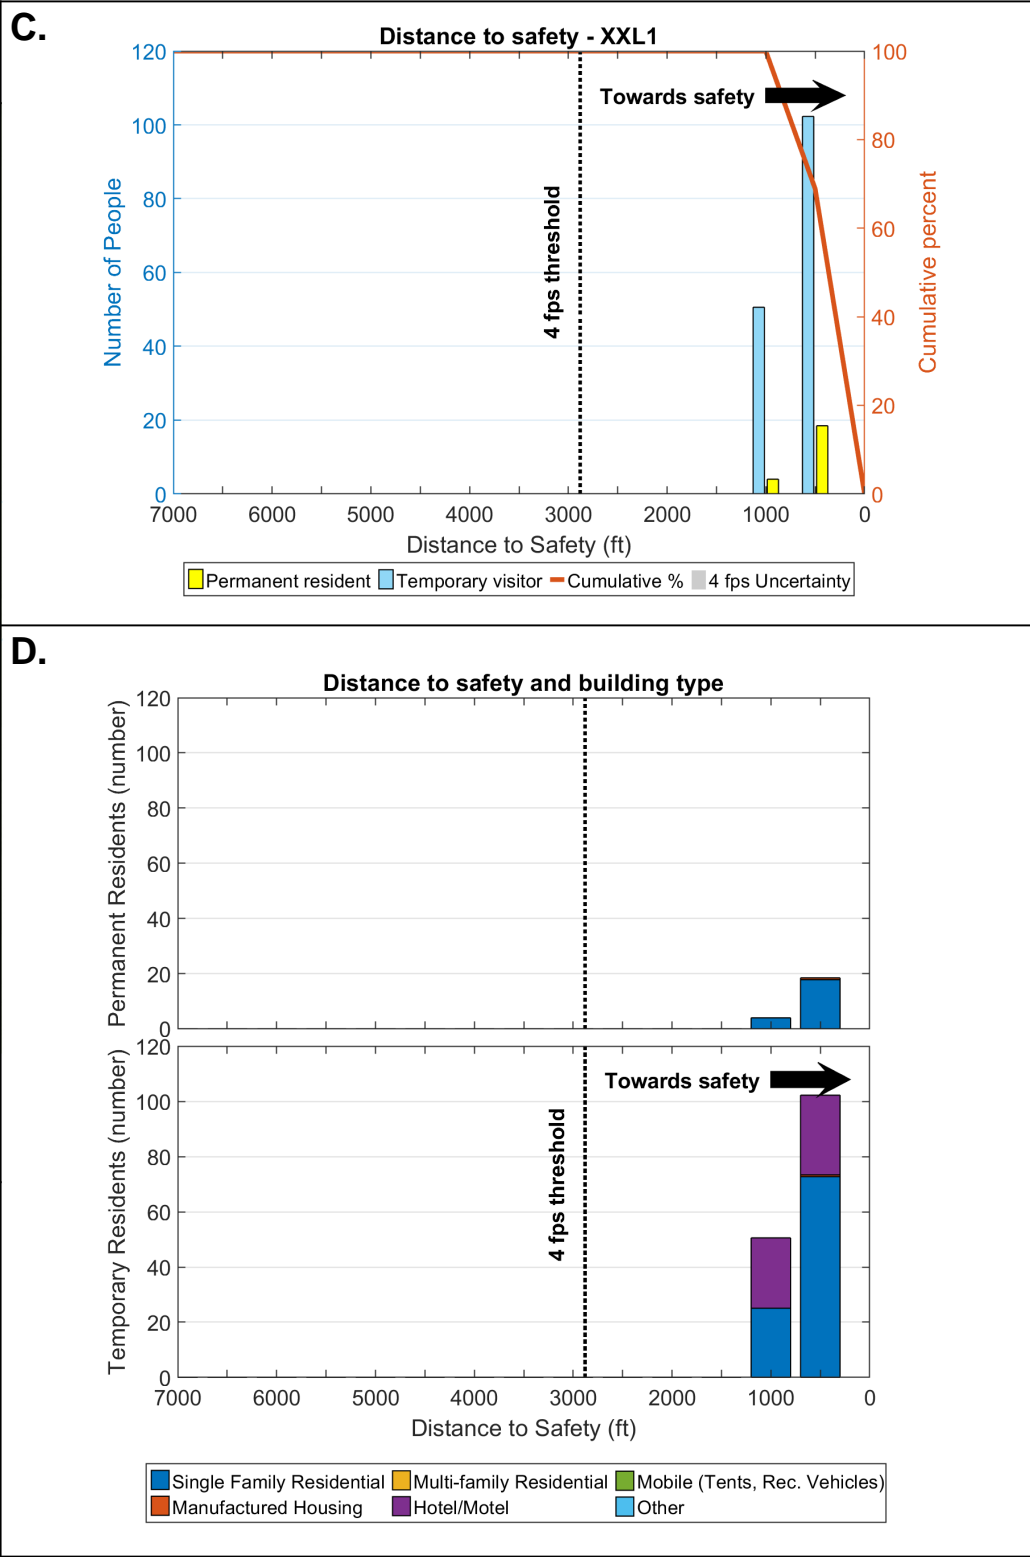 C.
Distance to safety - XXL1
120
100
80
60
40
20
0
Number of People
100
80
60
40
20
0
Cumulative percent
Towards safety
4 fps threshold
7000 6000 5000 4000 3000 2000 1000 0
Distance to Safety (ft)
Permanent resident Temporary visitor Cumulative % 4 fps Uncertainty
D.
Distance to safety and building type
120
100
80
60
40
20
0
Permanent Residents (number)
120
100
80
60
40
20
0
Temporary Residents (number)
Towards safety
4 fps threshold
7000 6000 5000 4000 3000 2000 1000 0
Distance to Safety (ft)
Single Family Residential Multi-family Residential Mobile (Tents, Rec. Vehicles)
Manufactured Housing Hotel/Motel Other